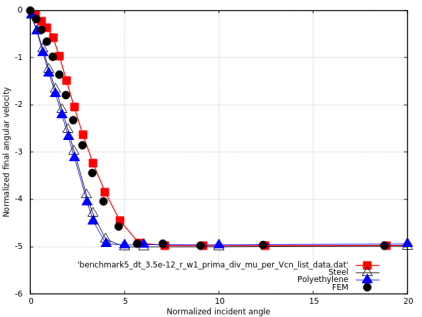 0
-1
-2
-3
-4
-5
-6
0
5
10
15
20
Normalized final angular velocity
Normalized incident angle
'benchmark5_dt_3.5e-12_r_w1_prima_div_mu_per_Vcn_list_data.dat'
Steel
Polyethylene
FEM